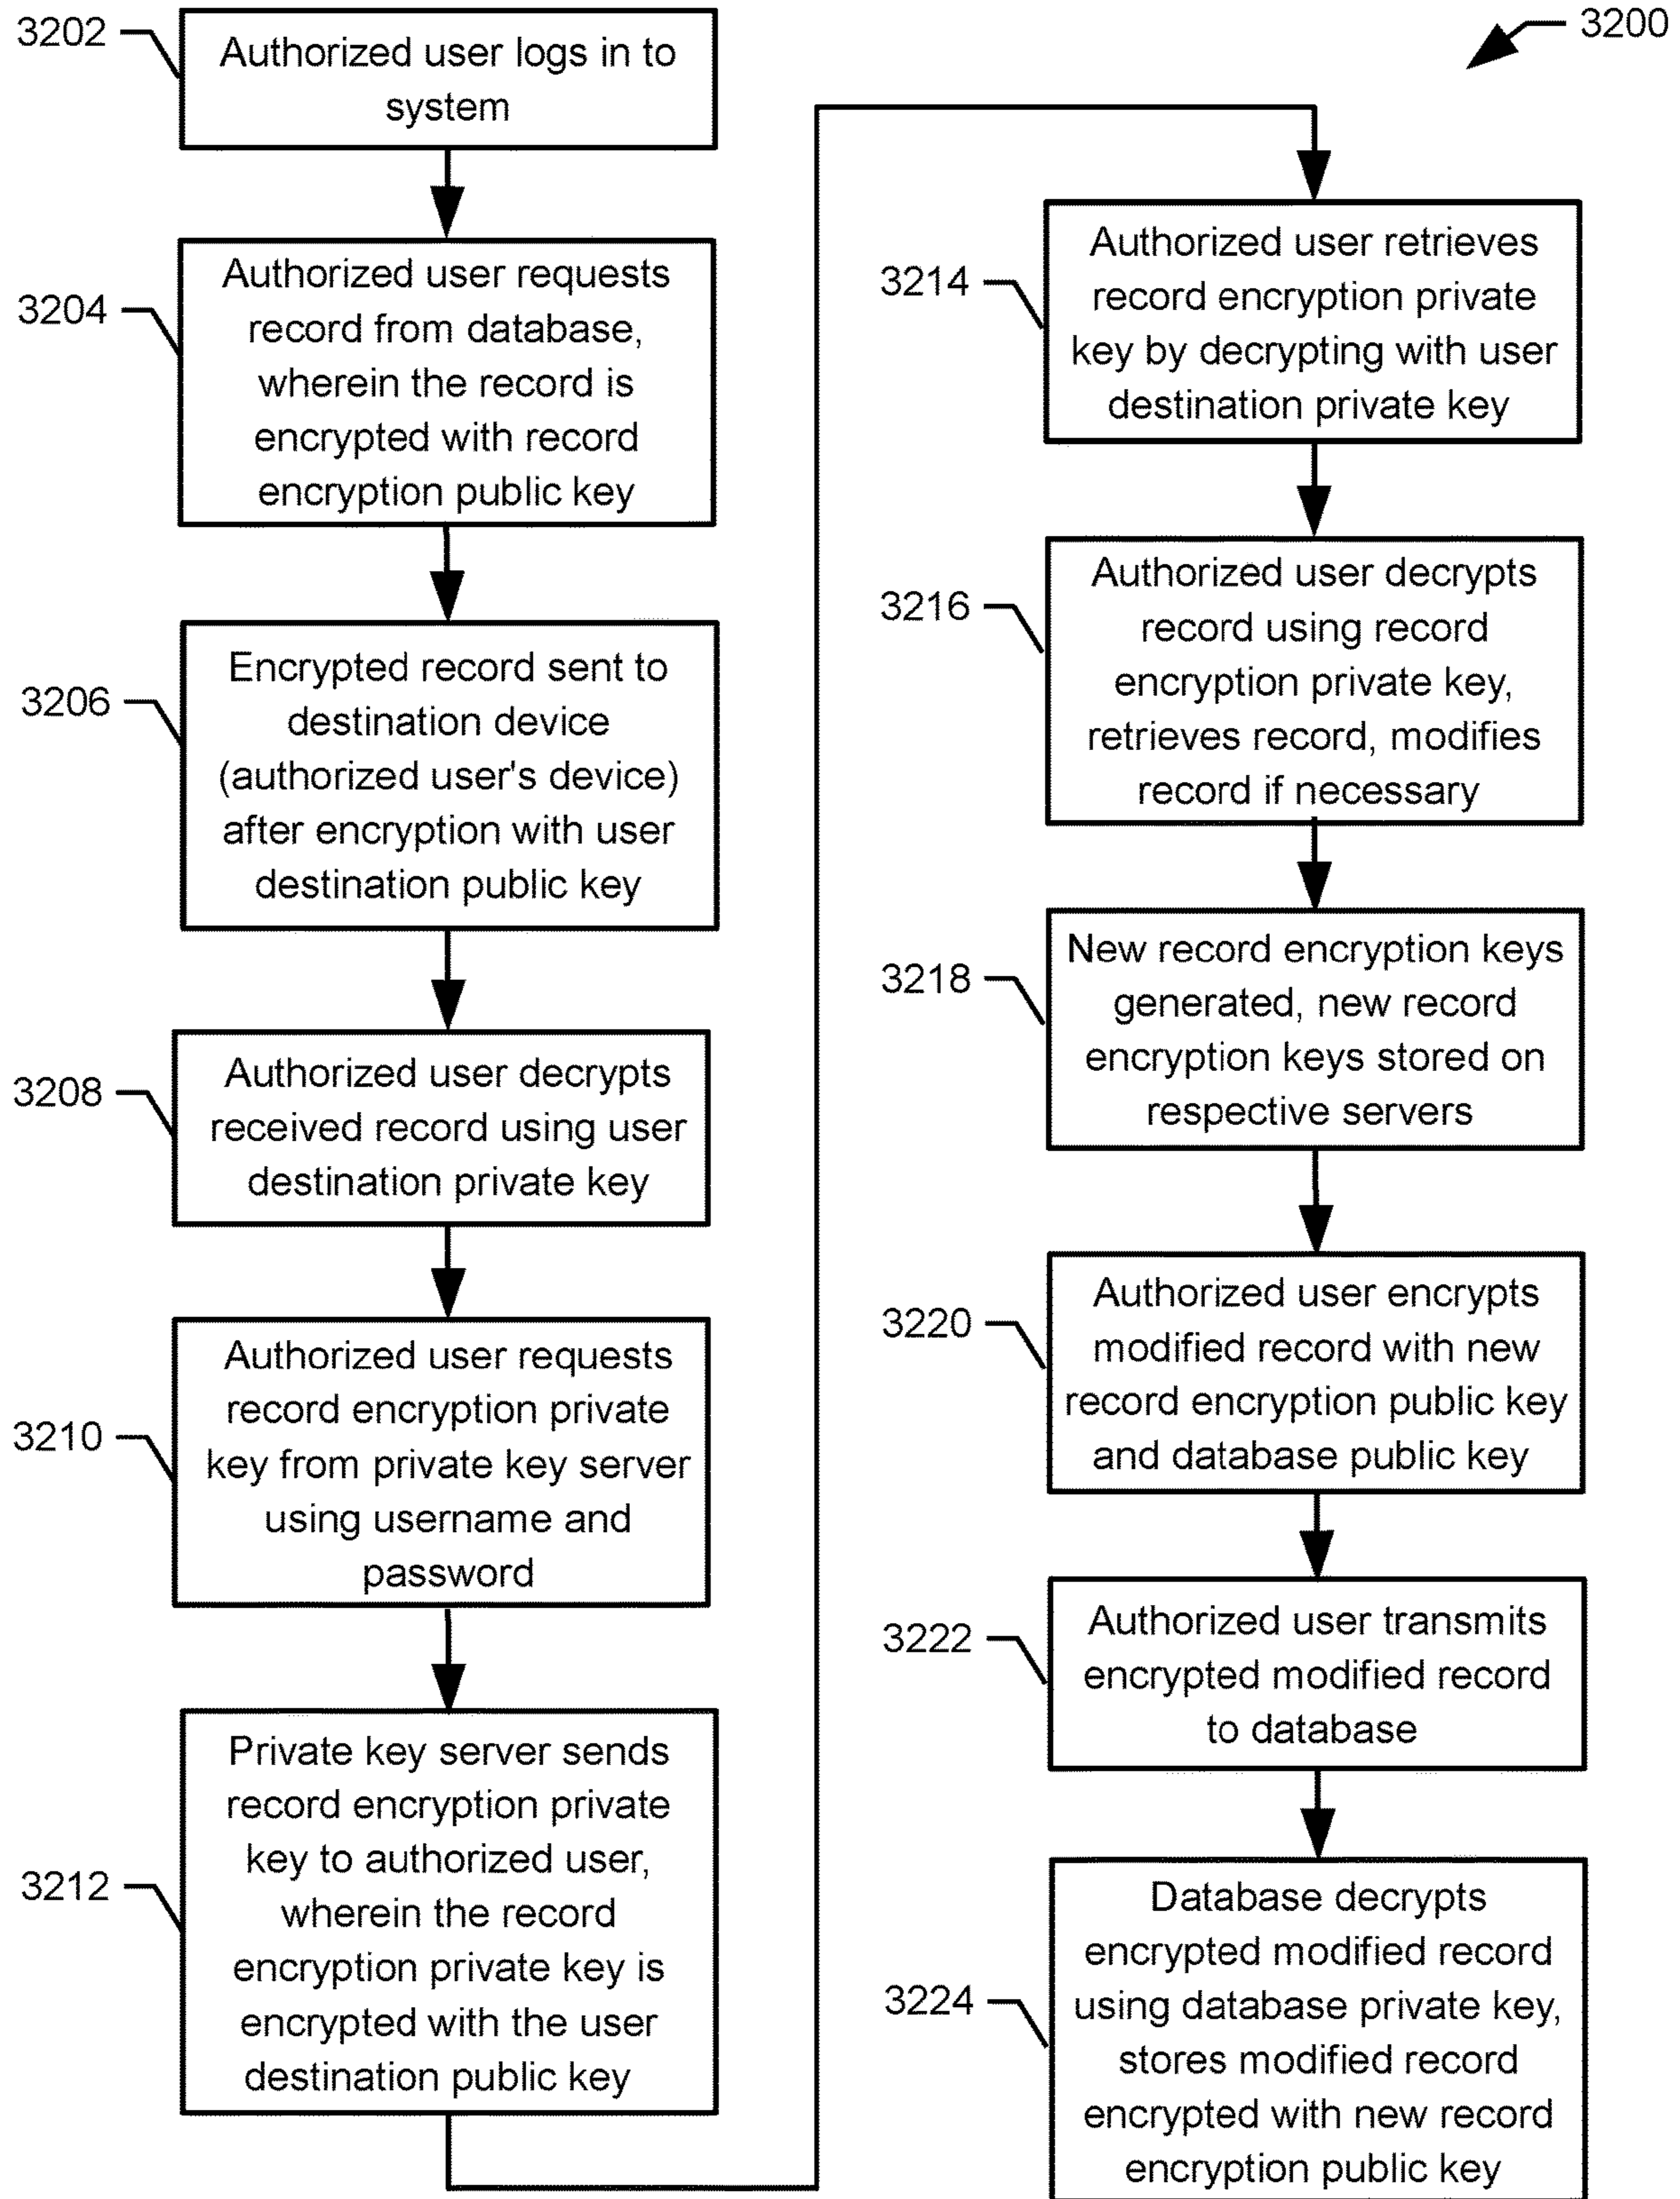 3202
Authorized user logs in to
system
3204
Authorized user requests
record from database,
wherein the record is
encrypted with record
encryption public key
3206
Encrypted record sent to
destination device
(authorized user's device)
after encryption with user
destination public key
3208
Authorized user decrypts
received record using user
destination private key
3210
Authorized user requests
record encryption private
key from private key server
using username and
password
3212
Private key server sends
record encryption private
key to authorized user,
wherein the record
encryption private key is
encrypted with the user
destination public key
3200
3214
Authorized user retrieves
record encryption private
key by decrypting with user
destination private key
3216
Authorized user decrypts
record using record
encryption private key,
retrieves record, modifies
record if necessary
3218
New record encryption keys
generated, new record
encryption keys stored on
respective servers
3220
Authorized user encrypts
modified record with new
record encryption public key
and database public key
3222
Authorized user transmits
encrypted modified record
to database
3224
Database decrypts
encrypted modified record
using database private key,
stores modified record
encrypted with new record
encryption public key